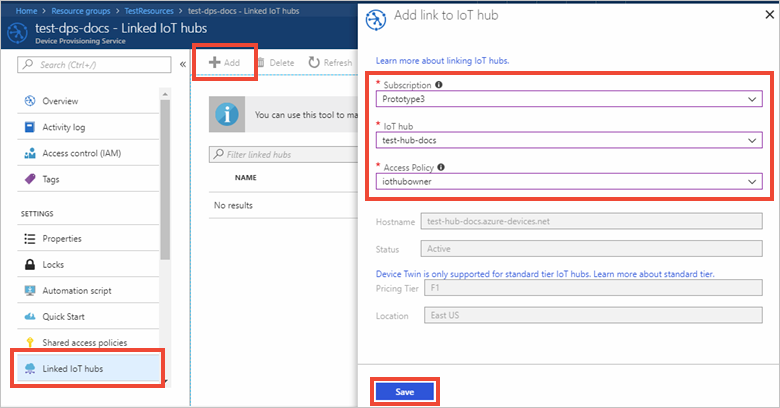 Home > Resource groups > TestResources > test-dps-docs - Linked IoT hubs
test-dps-docs - Linked IoT hubs
Device Provisioning Service
Search (Ctrl+/)
Overview
Activity log
Access control (IAM)
Tags
SETTINGS
Properties
Locks
Automation script
Quick Start
Shared access policies
Linked IoT hubs
Add
Delete
Refresh
You can use this tool to ma
Filter linked hubs
NAME
No results
Add link to IoT hub
Learn more about linking IoT hubs.
* Subscription
Prototype3
* IoT hub
test-hub-docs
* Access Policy
iothubowner
Hostname
test-hub-docs.azure-devices.net
Status
Active
Device Twin is only supported for standard tier IoT hubs. Learn more about standard tier.
Pricing Tier
F1
Location
East US
Save